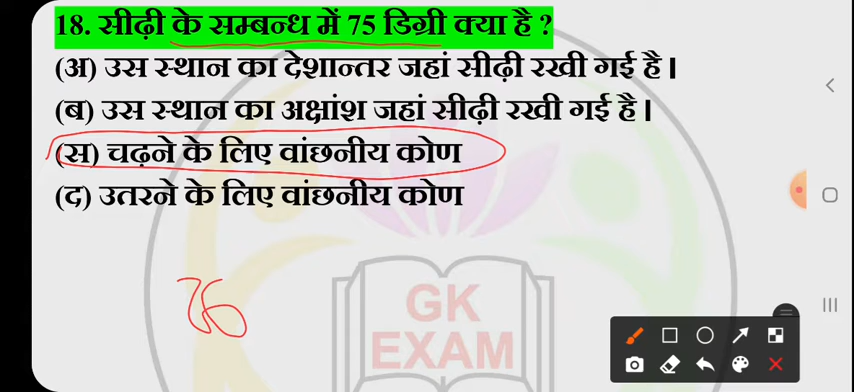 18. सीढ़ी के सम्बन्ध में 75 डिग्री क्या है ?
(अ) उस स्थान का देशान्तर जहां सीढ़ी रखी गई है ।
(ब) उस स्थान का अक्षांश जहां सीढ़ी रखी गई है ।
(स) चढ़ने के लिए वांछनीय कोण
(द) उतरने के लिए वांछनीय कोण
GK
EXAM